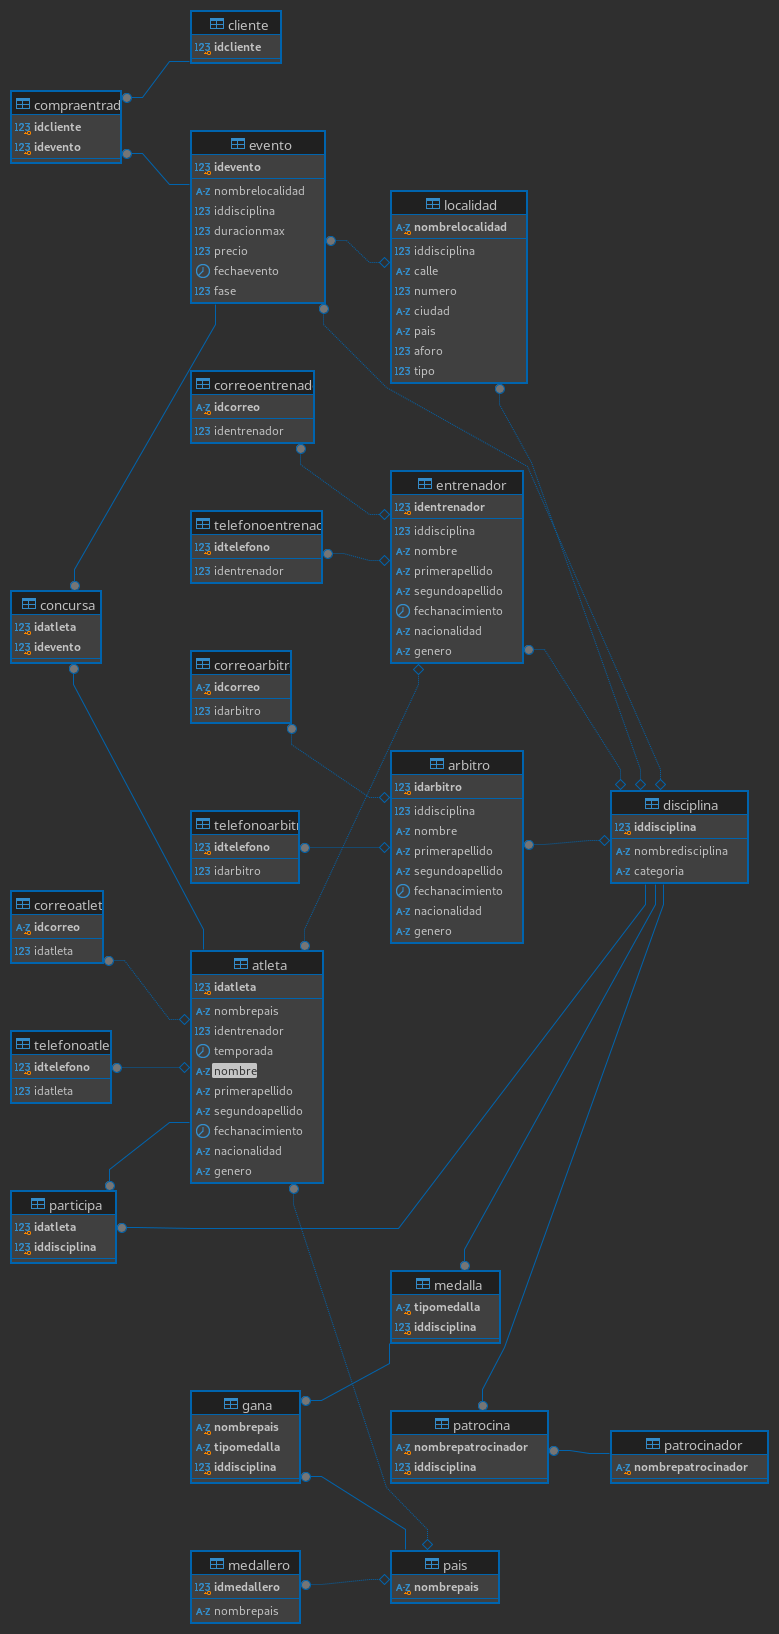 cliente
123 idcliente
compraentrad
123 idcliente
123 idevento
evento
123 idevento
A-Z nombrelocalidad
123 iddisciplina
123 duracionmax
123 precio
fechaevento
123 fase
localidad
A-Z nombrelocalidad
123 iddisciplina
A-Z calle
123 numero
A-Z ciudad
A-Z pais
123 aforo
123 tipo
correoentrenad
A-Z idcorreo
123 identrenador
entrenador
123 identrenador
123 iddisciplina
A-Z nombre
A-Z primerapellido
A-Z segundoapellido
fechanacimiento
A-Z nacionalidad
A-Z genero
telefonoentrenad
123 idtelefono
123 identrenador
concursa
123 idatleta
123 idevento
correoarbitr
A-Z idcorreo
123 idarbitro
arbitro
123 idarbitro
123 iddisciplina
A-Z nombre
A-Z primerapellido
A-Z segundoapellido
fechanacimiento
A-Z nacionalidad
A-Z genero
disciplina
123 iddisciplina
A-Z nombredisciplina
A-Z categoria
telefonoarbitr
123 idtelefono
123 idarbitro
correoatlet
A-Z idcorreo
123 idatleta
atleta
123 idatleta
A-Z nombrepais
123 identrenador
temporada
A-Z nombre
A-Z primerapellido
A-Z segundoapellido
fechanacimiento
A-Z nacionalidad
A-Z genero
telefonoatle
123 idtelefono
123 idatleta
participa
123 idatleta
123 iddisciplina
medalla
A-Z tipomedalla
123 iddisciplina
gana
A-Z nombrepais
A-Z tipomedalla
123 iddisciplina
patrocina
A-Z nombrepatrocinador
123 iddisciplina
patrocinador
A-Z nombrepatrocinador
medallero
123 idmedallero
A-Z nombrepais
pais
A-Z nombrepais